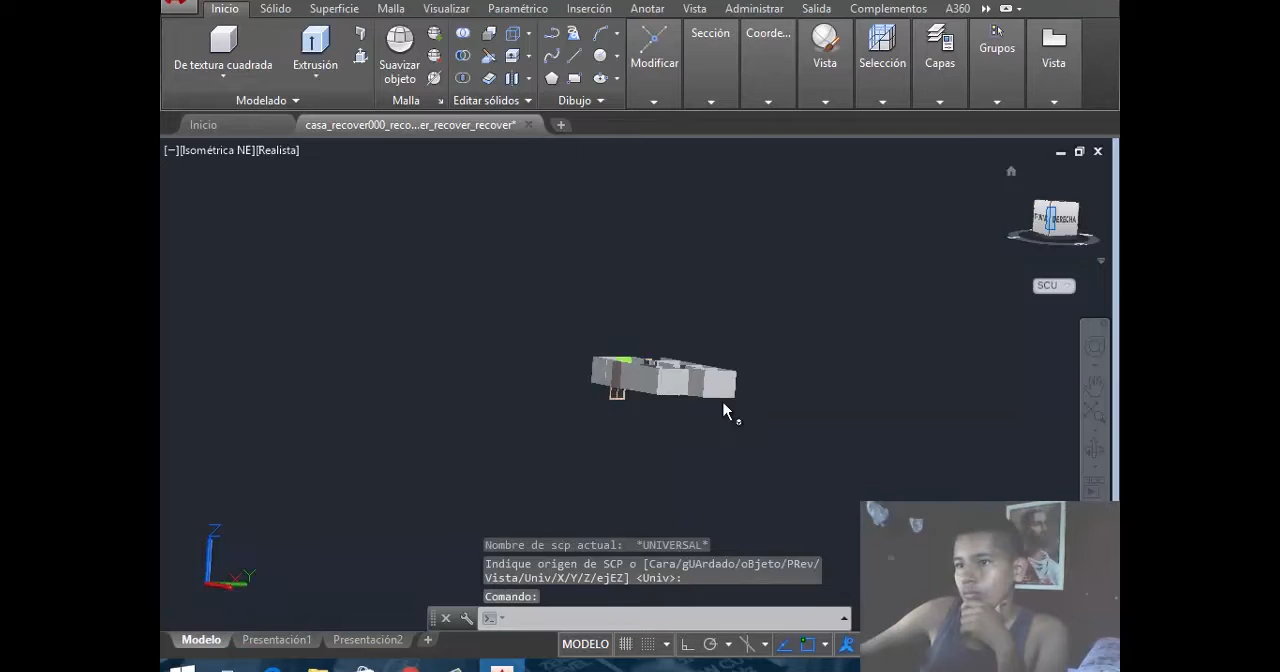 Inicio Sólido Superficie Malla Visualizar Paramétrico Inserción Anotar Vista Administrar Salida Complementos A360
De textura cuadrada
Extrusión
Suavizar
objeto
Modificar
Sección
Coorde...
Vista
Selección
Capas
Grupos
Vista
Modelado
Malla
Editar sólidos
Dibujo
Inicio
casa_recover000_reco...er_recover_recover*
[−][Isométrica NE][Realista]
DERECHA
SCU
Z
X
Y
Nombre de scp actual: *UNIVERSAL*
Indique origen de SCP o [Cara/gUArdado/oBjeto/PRev/
Vista/Univ/X/Y/Z/ejEZ] <Univ>:
Comando:
Modelo Presentación1 Presentación2
MODELO